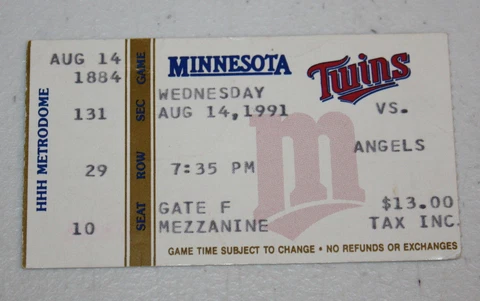 HHH METRODOME
AUG 14
1884
GAME
131
SEC
29
ROW
10
SEAT
MINNESOTA Twins
WEDNESDAY VS.
AUG 14,1991
ANGELS
7:35 PM
m
GATE F $13.00
MEZZANINE TAX INC.
GAME TIME SUBJECT TO CHANGE • NO REFUNDS OR EXCHANGES